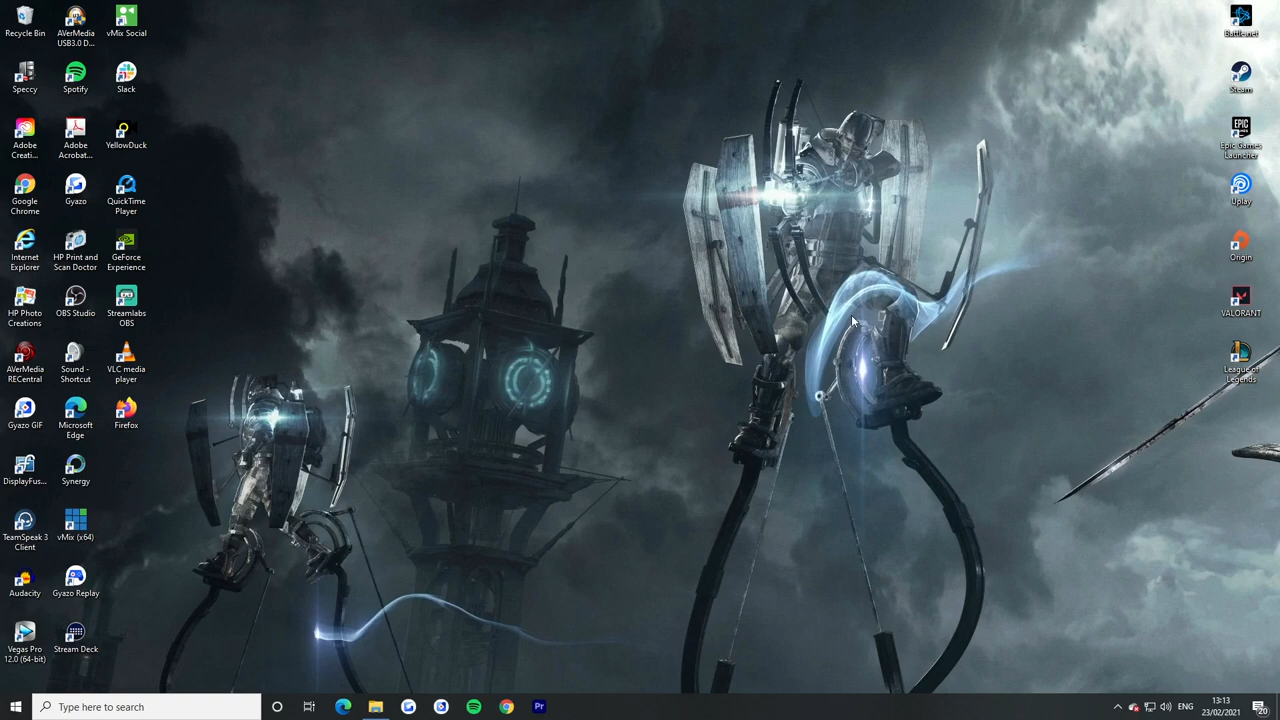 Recycle Bin
AVerMedia
USB3.0 D...
vMix Social
Speccy
Spotify
Slack
Adobe
Creati...
Adobe
Acrobat...
YellowDuck
Google
Chrome
Gyazo
QuickTime
Player
Internet
Explorer
HP Print and
Scan Doctor
GeForce
Experience
HP Photo
Creations
OBS Studio
Streamlabs
OBS
AVerMedia
RECentral
Sound -
Shortcut
VLC media
player
Gyazo GIF
Microsoft
Edge
Firefox
DisplayFus...
Synergy
TeamSpeak 3
Client
vMix (x64)
Audacity
Gyazo Replay
Vegas Pro
12.0 (64-bit)
Stream Deck
Battle.net
Steam
EPIC
GAMES
Epic Games
Launcher
Uplay
Origin
VALORANT
League of
Legends
Type here to search
Pr
ENG
13:13
23/02/2021
20